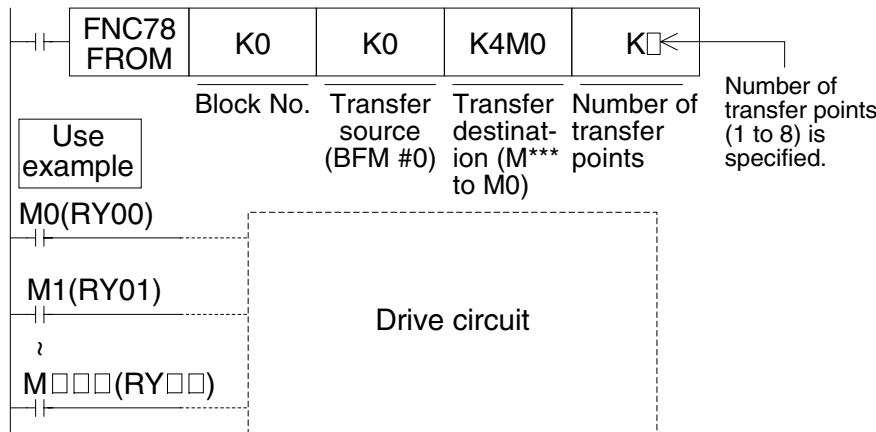 FNC78
FROM
K0
K0
K4M0
K□
Block No.
Transfer
source
(BFM #0)
Transfer
destinat-
ion (M***
to M0)
Number of
transfer
points
Number of
transfer points
(1 to 8) is
specified.
Use
example
M0(RY00)
M1(RY01)
~
M□□□(RY□□)
Drive circuit